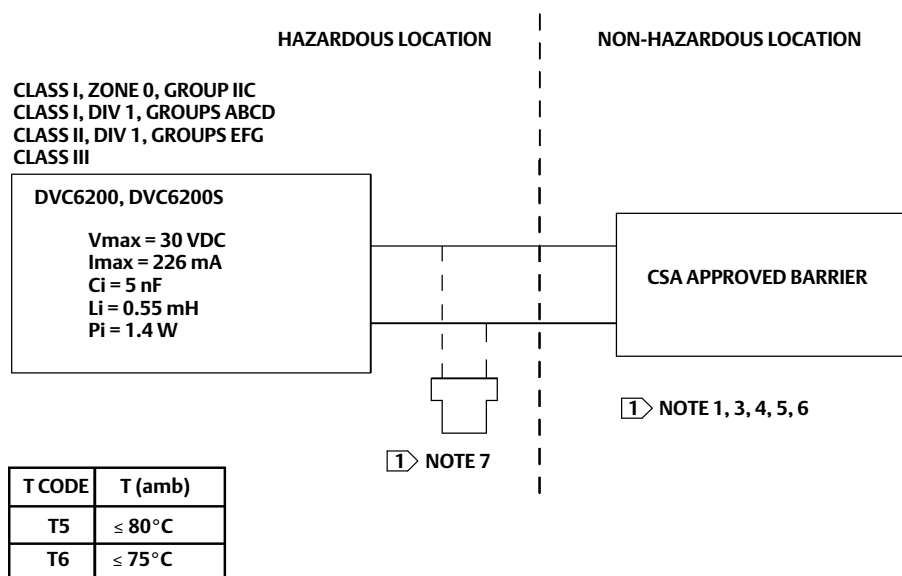 HAZARDOUS LOCATION
NON-HAZARDOUS LOCATION
CLASS I, ZONE 0, GROUP IIC
CLASS I, DIV 1, GROUPS ABCD
CLASS II, DIV 1, GROUPS EFG
CLASS III
DVC6200, DVC6200S
Vmax = 30 VDC
Imax = 226 mA
Ci = 5 nF
Li = 0.55 mH
Pi = 1.4 W
CSA APPROVED BARRIER
1 NOTE 1, 3, 4, 5, 6
1 NOTE 7
T CODE T (amb)
T5 ≤ 80°C
T6 ≤ 75°C